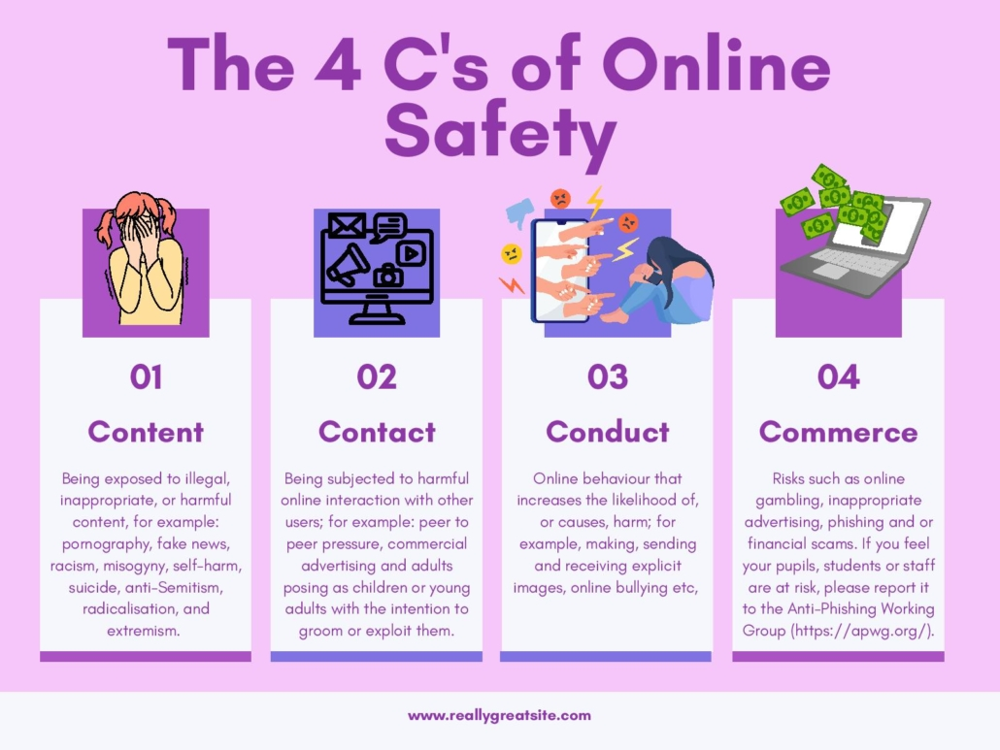 The 4 C's of Online
Safety
01
Content
Being exposed to illegal,
inappropriate, or harmful
content, for example:
pornography, fake news,
racism, misogyny, self-harm,
suicide, anti-Semitism,
radicalisation, and
extremism.
02
Contact
Being subjected to harmful
online interaction with other
users; for example: peer to
peer pressure, commercial
advertising and adults
posing as children or young
adults with the intention to
groom or exploit them.
03
Conduct
Online behaviour that
increases the likelihood of,
or causes, harm; for
example, making, sending
and receiving explicit
images, online bullying etc,
04
Commerce
Risks such as online
gambling, inappropriate
advertising, phishing and or
financial scams. If you feel
your pupils, students or staff
are at risk, please report it
to the Anti-Phishing Working
Group (https://apwg.org/).
www.reallygreatsite.com